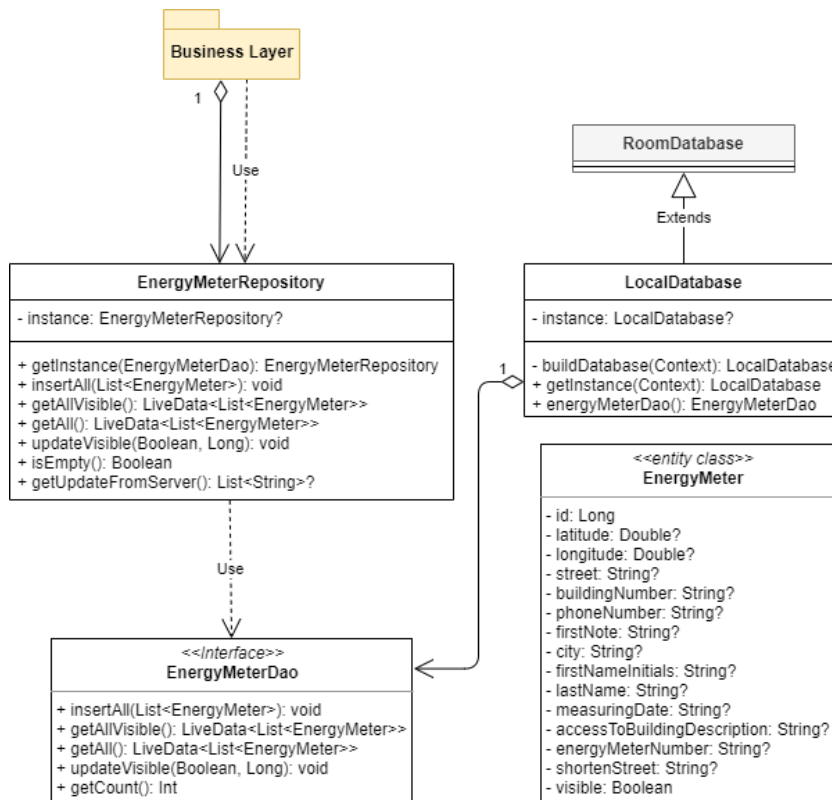 Business Layer
1
Use
RoomDatabase
Extends
EnergyMeterRepository
- instance: EnergyMeterRepository?
+ getInstance(EnergyMeterDao): EnergyMeterRepository
+ insertAll(List<EnergyMeter>): void
+ getAllVisible(): LiveData<List<EnergyMeter>>
+ getAll(): LiveData<List<EnergyMeter>>
+ updateVisible(Boolean, Long): void
+ isEmpty(): Boolean
+ getUpdateFromServer(): List<String>?
LocalDatabase
- instance: LocalDatabase?
- buildDatabase(Context): LocalDatabase
+ getInstance(Context): LocalDatabase
+ energyMeterDao(): EnergyMeterDao
1
Use
<<Interface>>
EnergyMeterDao
+ insertAll(List<EnergyMeter>): void
+ getAllVisible(): LiveData<List<EnergyMeter>>
+ getAll(): LiveData<List<EnergyMeter>>
+ updateVisible(Boolean, Long): void
+ getCount(): Int
<<entity class>>
EnergyMeter
- id: Long
- latitude: Double?
- longitude: Double?
- street: String?
- buildingNumber: String?
- phoneNumber: String?
- firstNote: String?
- city: String?
- firstNameInitials: String?
- lastName: String?
- measuringDate: String?
- accessToBuildingDescription: String?
- energyMeterNumber: String?
- shortenStreet: String?
- visible: Boolean